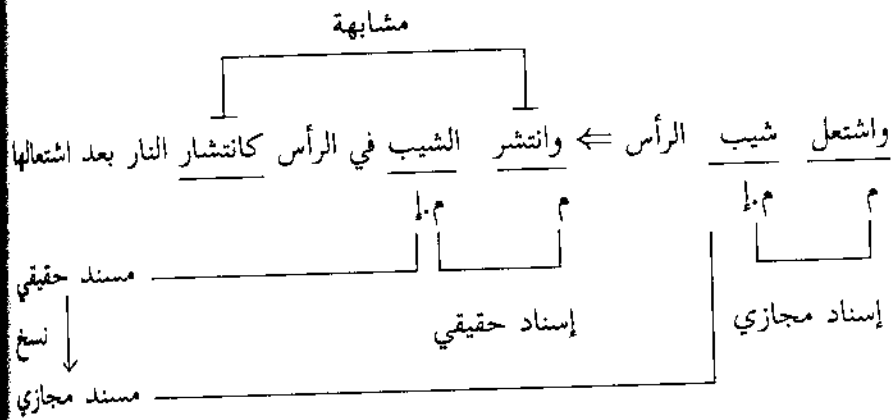 مشابهة
واشتعل شيب الرأس ⇐ وانتشر الشيب في الرأس كانتشار النار بعد اشتعالها
م م.إ م م.إ
مسند حقيقي
إسناد مجازي إسناد حقيقي
نسخ
مسند مجازي